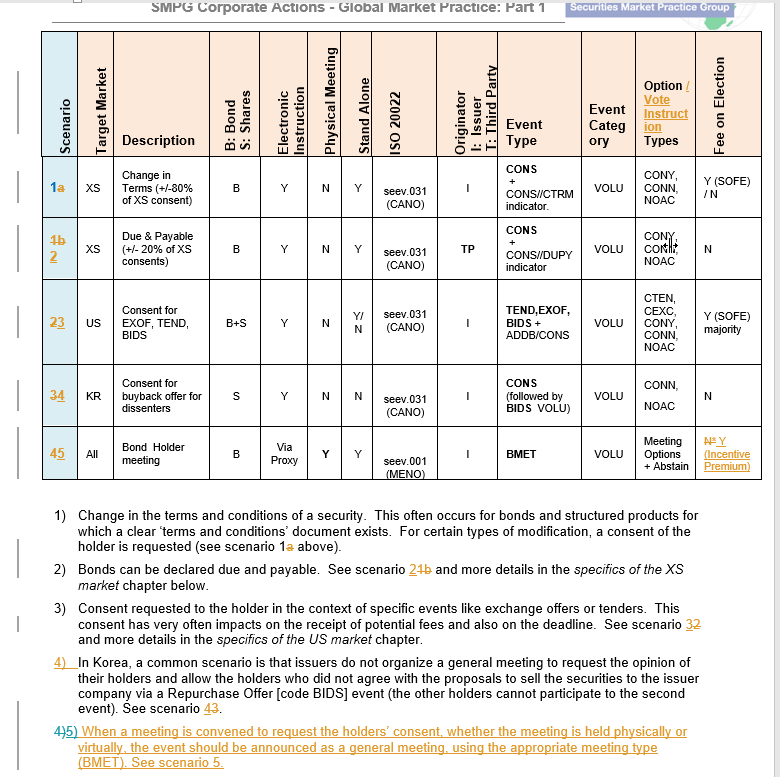 SMPG Corporate Actions - Global Market Practice: Part 1
Securities Market Practice Group
Scenario
Target Market
Description
B: Bond
S: Shares
Electronic
Instruction
Physical Meeting
Stand Alone
ISO 20022
Originator
I: Issuer
T: Third Party
Event
Type
Event
Categ
ory
Option /
Vote
Instruct
ion
Types
Fee on Election
1a
XS
Change in
Terms (+/-80%
of XS consent)
B
Y
N
Y
seev.031
(CANO)
I
CONS
+
CONS//CTRM
indicator.
VOLU
CONY,
CONN,
NOAC
Y (SOFE)
/ N
1b
2
XS
Due & Payable
(+/- 20% of XS
consents)
B
Y
N
Y
seev.031
(CANO)
TP
CONS
+
CONS//DUPY
indicator
VOLU
CONY,
CONN,
NOAC
N
23
US
Consent for
EXOF, TEND,
BIDS
B+S
Y
N
Y/
N
seev.031
(CANO)
I
TEND,EXOF,
BIDS +
ADDB/CONS
VOLU
CTEN,
CEXC,
CONY,
CONN,
NOAC
Y (SOFE)
majority
34
KR
Consent for
buyback offer for
dissenters
S
Y
N
N
seev.031
(CANO)
I
CONS
(followed by
BIDS VOLU)
VOLU
CONN,
NOAC
N
45
All
Bond Holder
meeting
B
Via
Proxy
Y
Y
seev.001
(MENO)
I
BMET
VOLU
Meeting
Options
+ Abstain
Y
(Incentive
Premium)
1) Change in the terms and conditions of a security. This often occurs for bonds and structured products for
which a clear ‘terms and conditions’ document exists. For certain types of modification, a consent of the
holder is requested (see scenario 1a above).
2) Bonds can be declared due and payable. See scenario 21b and more details in the specifics of the XS
market chapter below.
3) Consent requested to the holder in the context of specific events like exchange offers or tenders. This
consent has very often impacts on the receipt of potential fees and also on the deadline. See scenario 32
and more details in the specifics of the US market chapter.
4) In Korea, a common scenario is that issuers do not organize a general meeting to request the opinion of
their holders and allow the holders who did not agree with the proposals to sell the securities to the issuer
company via a Repurchase Offer [code BIDS] event (the other holders cannot participate to the second
event). See scenario 43.
4)5) When a meeting is convened to request the holders’ consent, whether the meeting is held physically or
virtually, the event should be announced as a general meeting, using the appropriate meeting type
(BMET). See scenario 5.